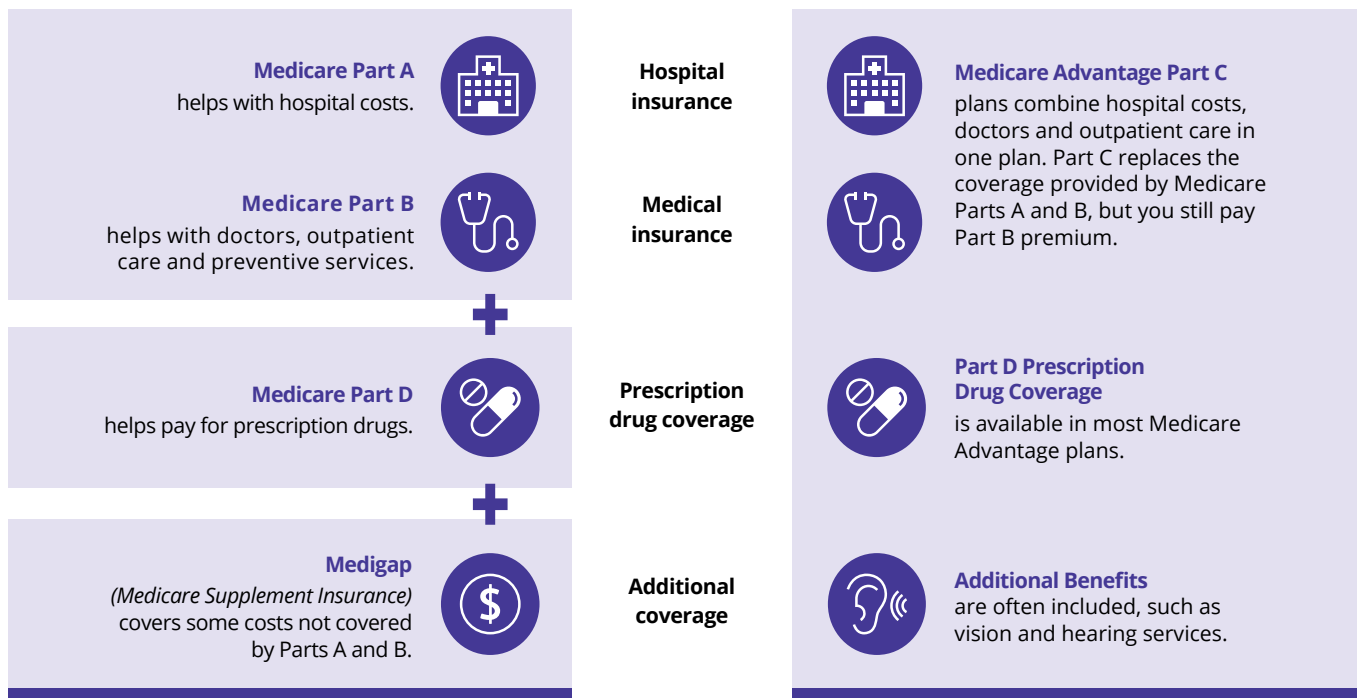 Medicare Part A
helps with hospital costs.
Medicare Part B
helps with doctors, outpatient
care and preventive services.
Medicare Part D
helps pay for prescription drugs.
Medigap
(Medicare Supplement Insurance)
covers some costs not covered
by Parts A and B.
$
Hospital
insurance
Medical
insurance
Prescription
drug coverage
Additional
coverage
Medicare Advantage Part C
plans combine hospital costs,
doctors and outpatient care in
one plan. Part C replaces the
coverage provided by Medicare
Parts A and B, but you still pay
Part B premium.
Part D Prescription
Drug Coverage
is available in most Medicare
Advantage plans.
Additional Benefits
are often included, such as
vision and hearing services.